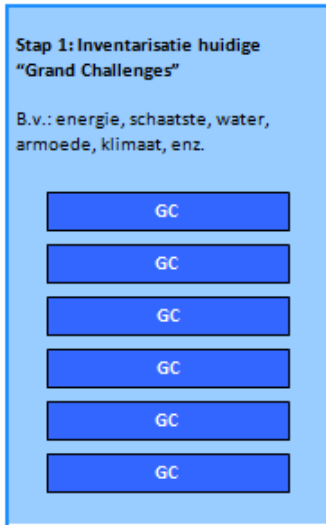 Stap 1: Inventarisatie huidige
“Grand Challenges”
B.v.: energie, schaatste, water,
armoede, klimaat, enz.
GC
GC
GC
GC
GC
GC